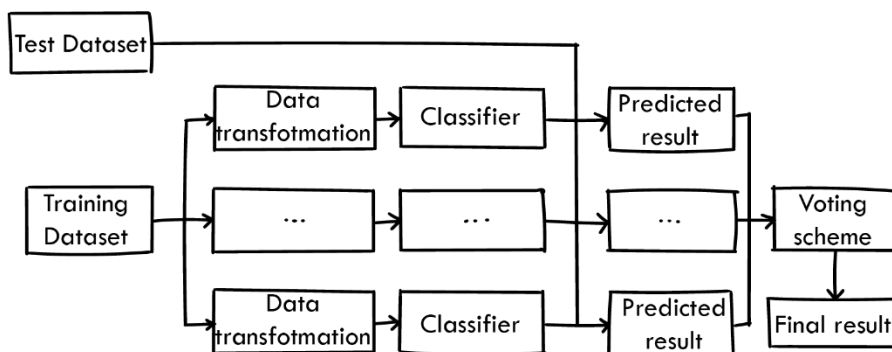 Test Dataset
Data
transfotmation
Classifier
Predicted
result
Training
Dataset
...
...
...
Voting
scheme
Data
transfotmation
Classifier
Predicted
result
Final result